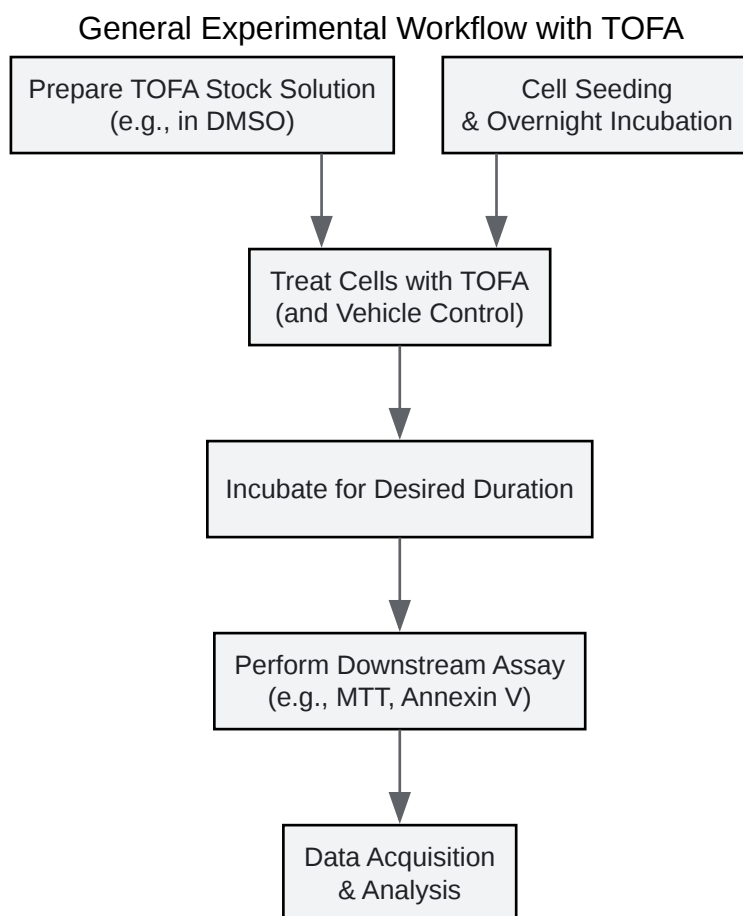 General Experimental Workflow with TOFA
Prepare TOFA Stock Solution
(e.g., in DMSO)
Cell Seeding
& Overnight Incubation
Treat Cells with TOFA
(and Vehicle Control)
Incubate for Desired Duration
Perform Downstream Assay
(e.g., MTT, Annexin V)
Data Acquisition
& Analysis